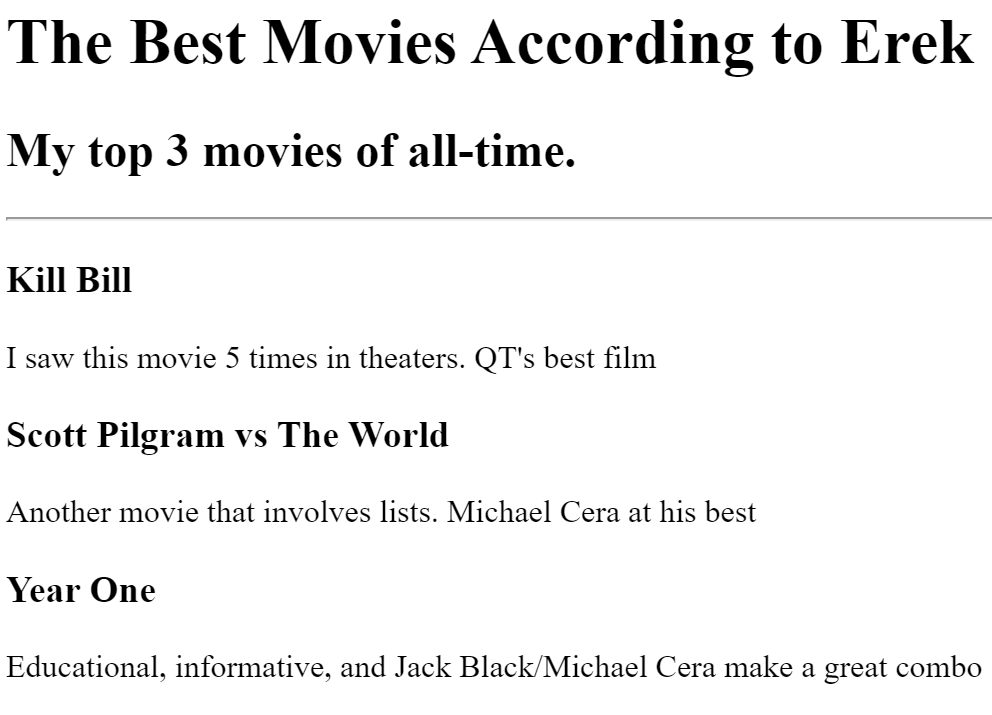 The Best Movies According to Erek
My top 3 movies of all-time.
Kill Bill
I saw this movie 5 times in theaters. QT's best film
Scott Pilgram vs The World
Another movie that involves lists. Michael Cera at his best
Year One
Educational, informative, and Jack Black/Michael Cera make a great combo